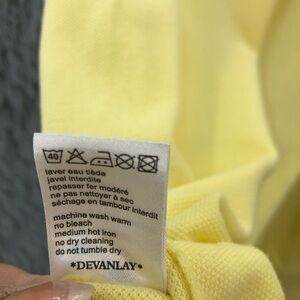 40
laver eau tiède
javel interdite
repasser fer modéré
ne pas nettoyer à sec
séchage en tambour interdit
machine wash warm
no bleach
medium hot iron
no dry cleaning
do not tumble dry
*DEVANLAY*